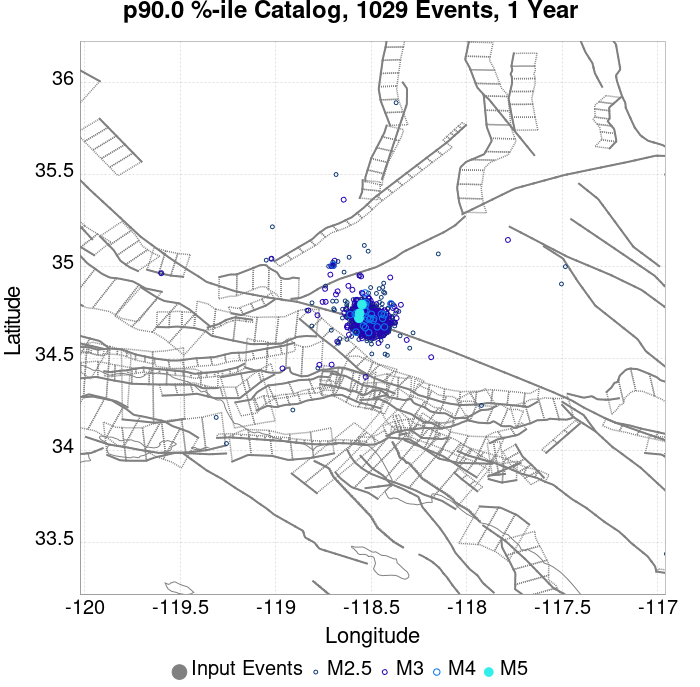 p90.0 %-ile Catalog, 1029 Events, 1 Year
36
35.5
35
34.5
34
33.5
Latitude
-120 -119.5 -119 -118.5 -118 -117.5 -117
Longitude
Input Events M2.5 M3 M4 M5